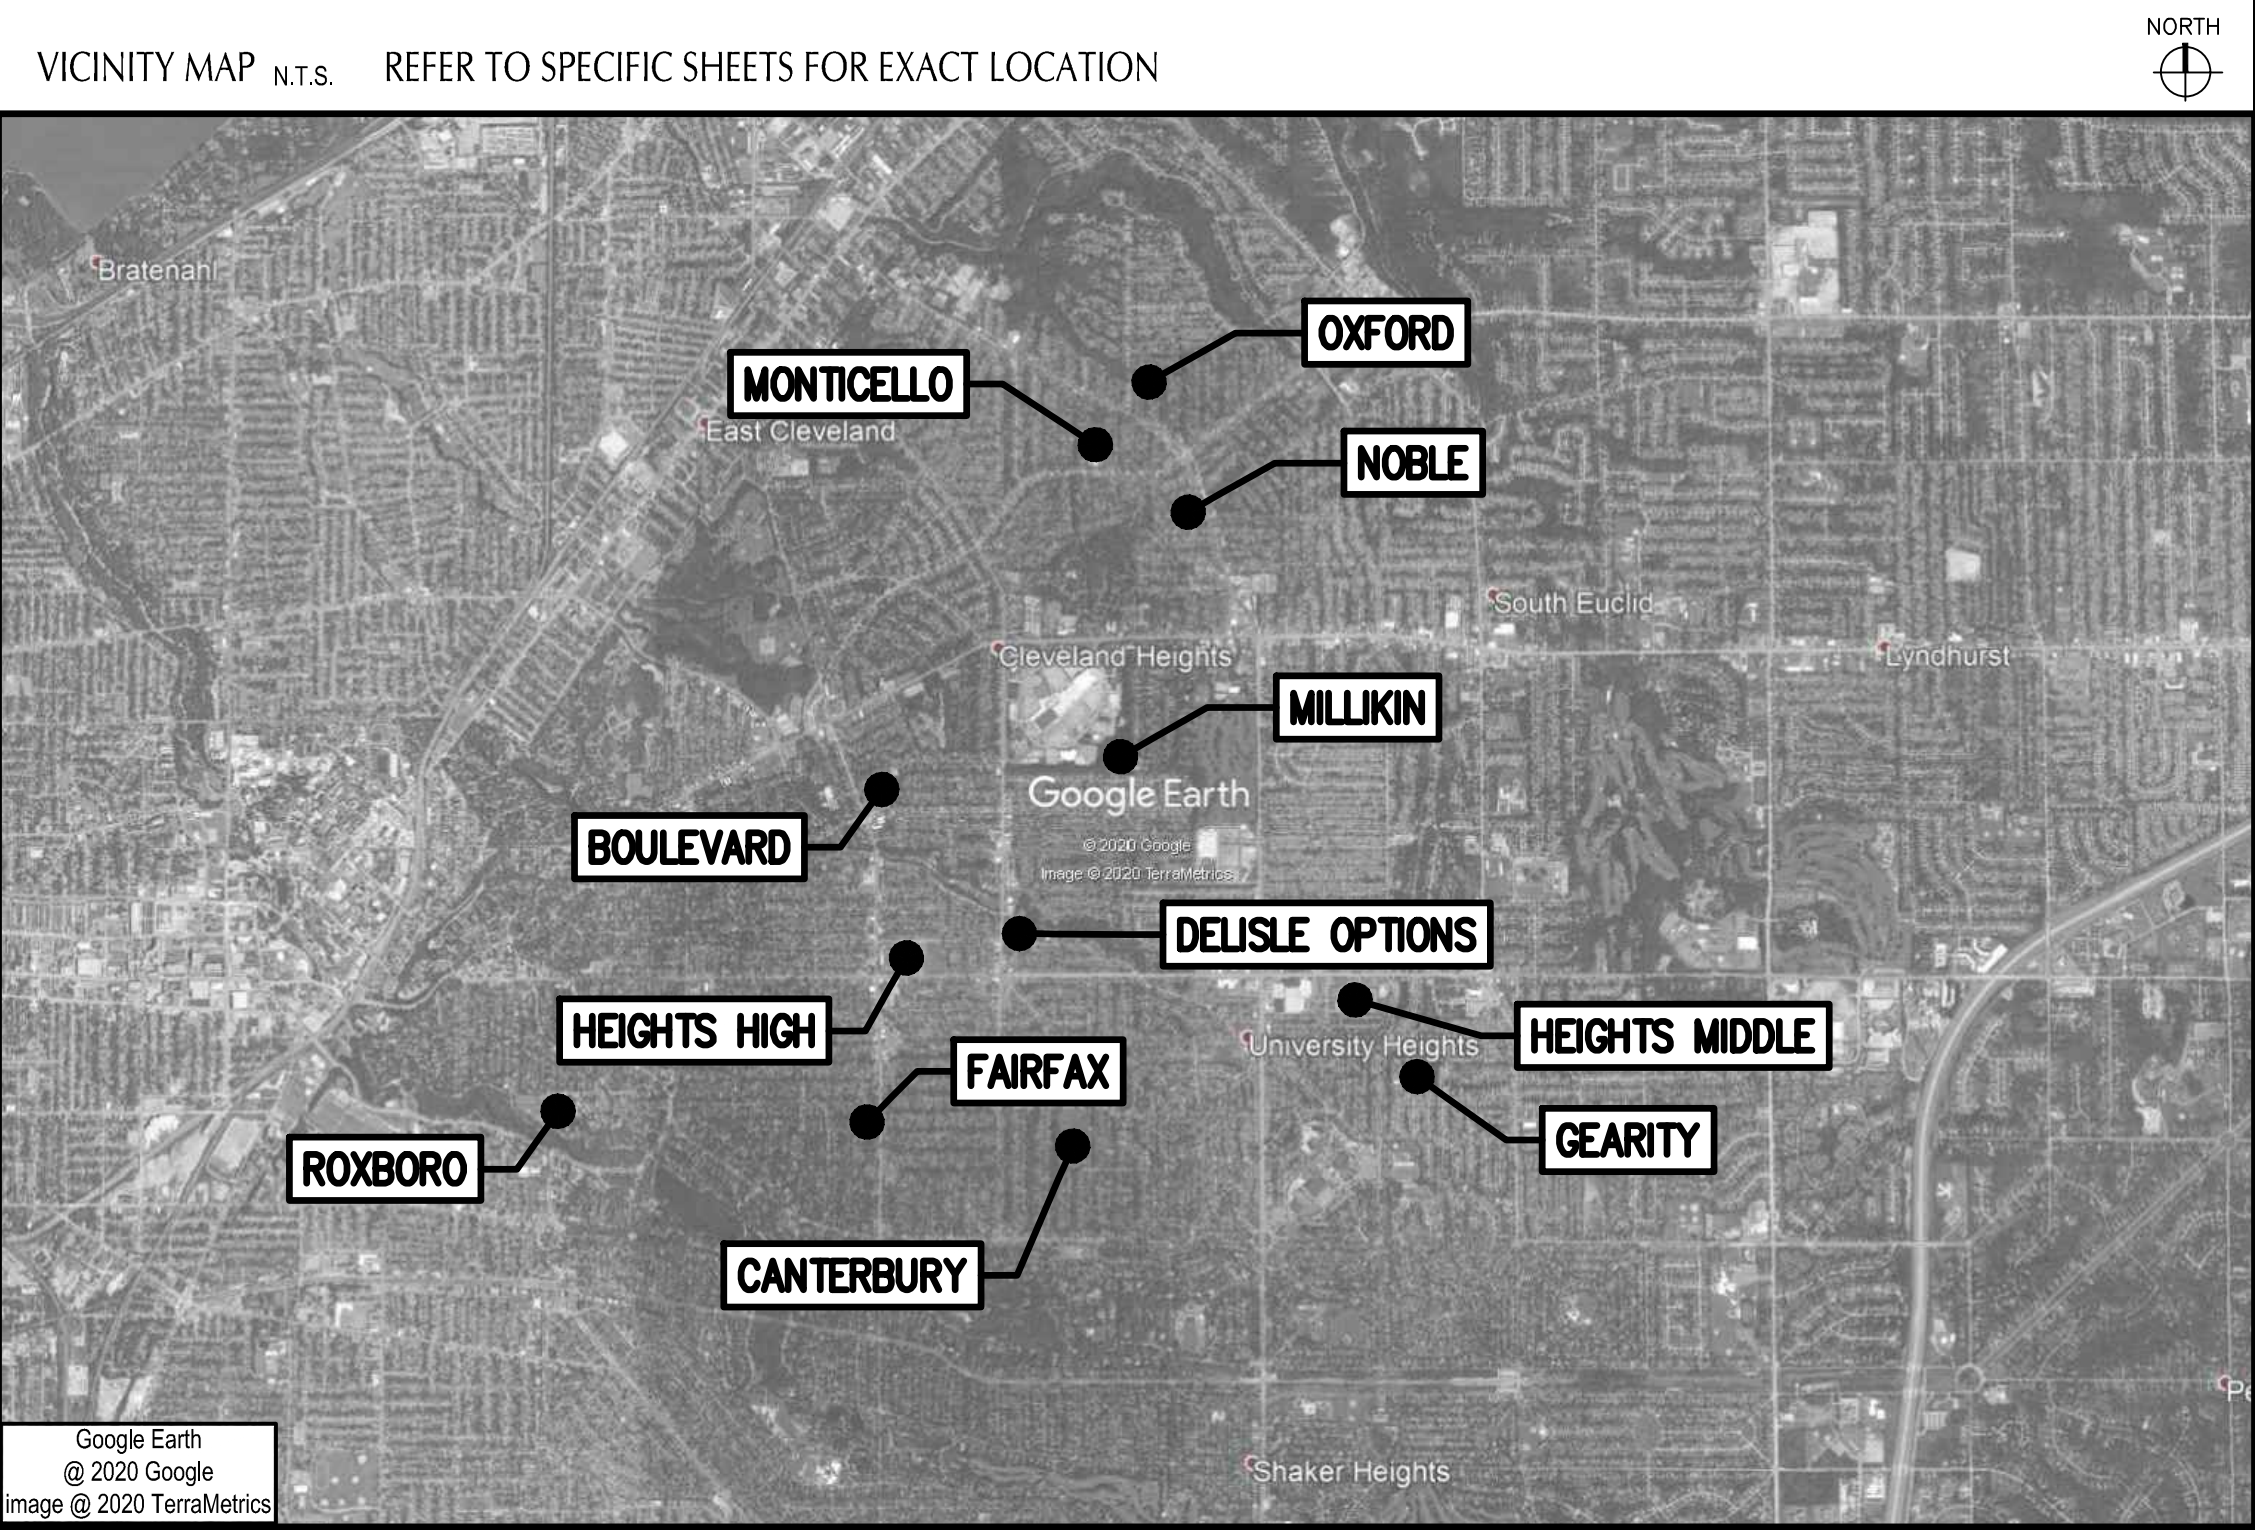 NORTH
VICINITY MAP N.T.S. REFER TO SPECIFIC SHEETS FOR EXACT LOCATION
Bratenahl
OXFORD
MONTICELLO
East Cleveland
NOBLE
South Euclid
Cleveland Heights
Lyndhurst
MILLIKIN
Google Earth
BOULEVARD
© 2020 Google
Image © 2020 TerraMetrics
DELISLE OPTIONS
HEIGHTS HIGH
HEIGHTS MIDDLE
University Heights
FAIRFAX
GEARITY
ROXBORO
CANTERBURY
Pe
Shaker Heights
Google Earth
@ 2020 Google
image @ 2020 TerraMetrics